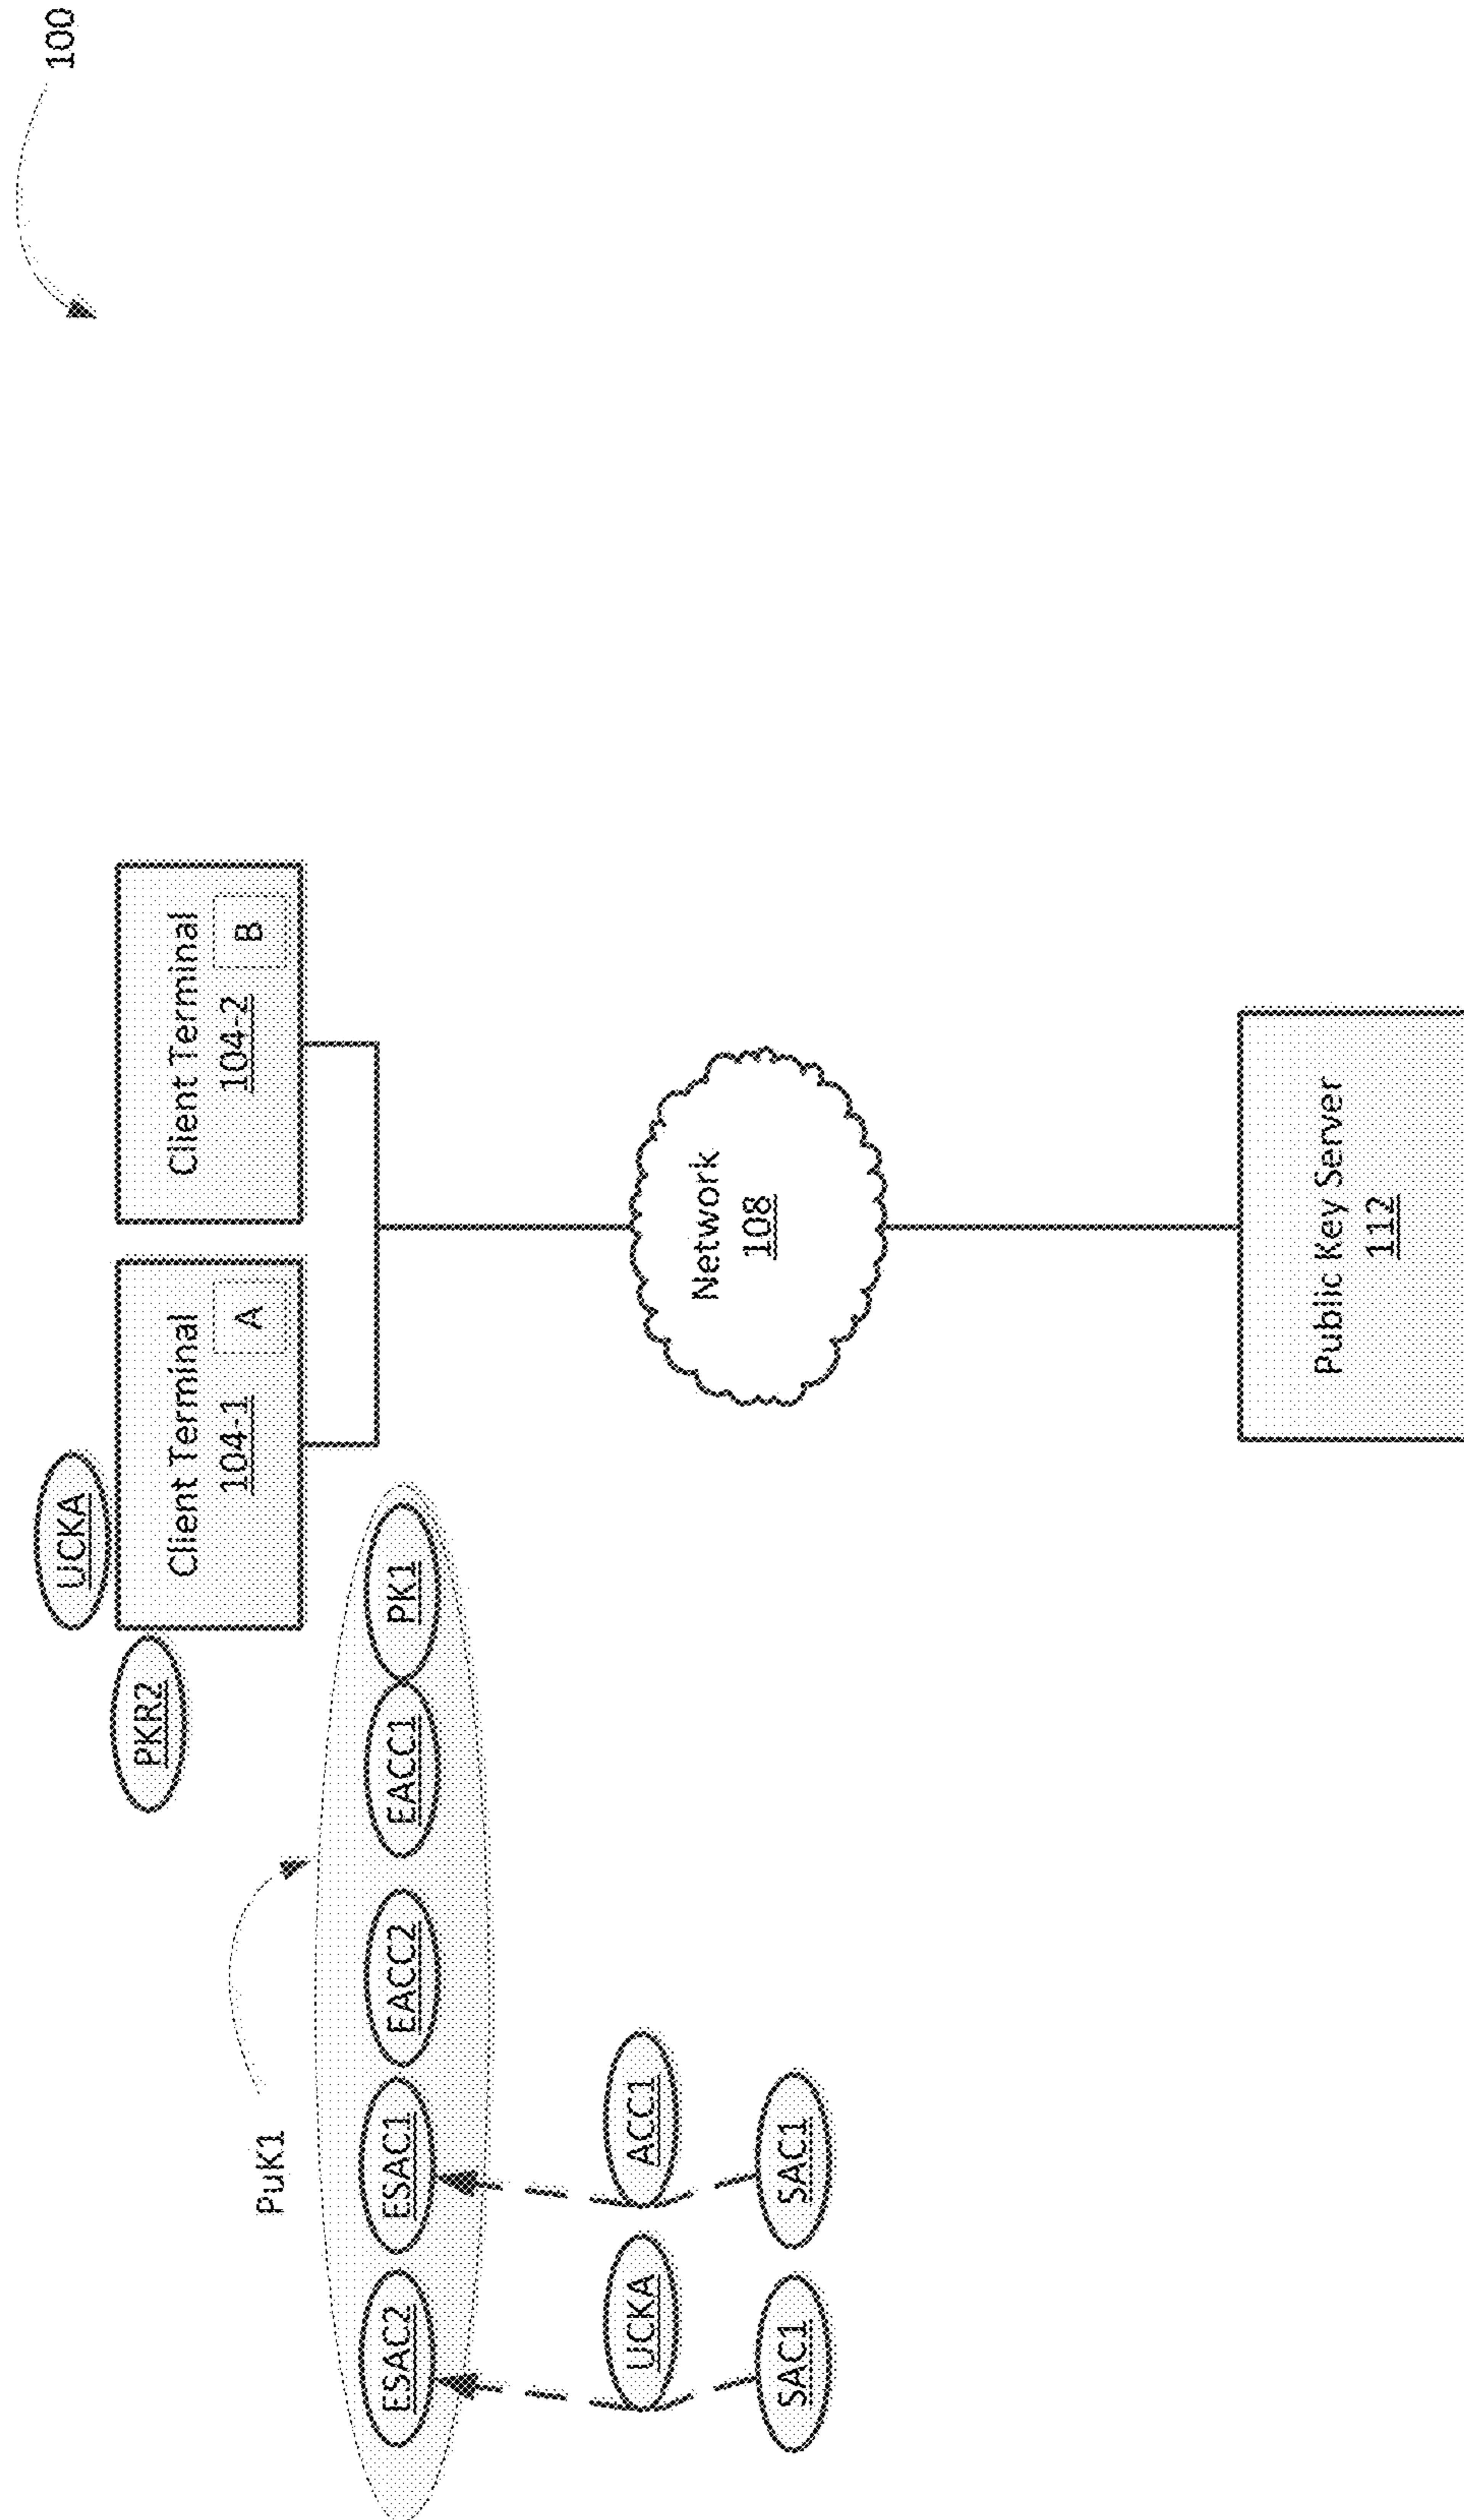 100
UCKA
PKR2
Client Terminal
104-1
A
Client Terminal
104-2
B
PuK1
ESAC2
ESAC1
EACC2
EACC1
PK1
UCKA
ACC1
SAC1
SAC1
Network
108
Public Key Server
112